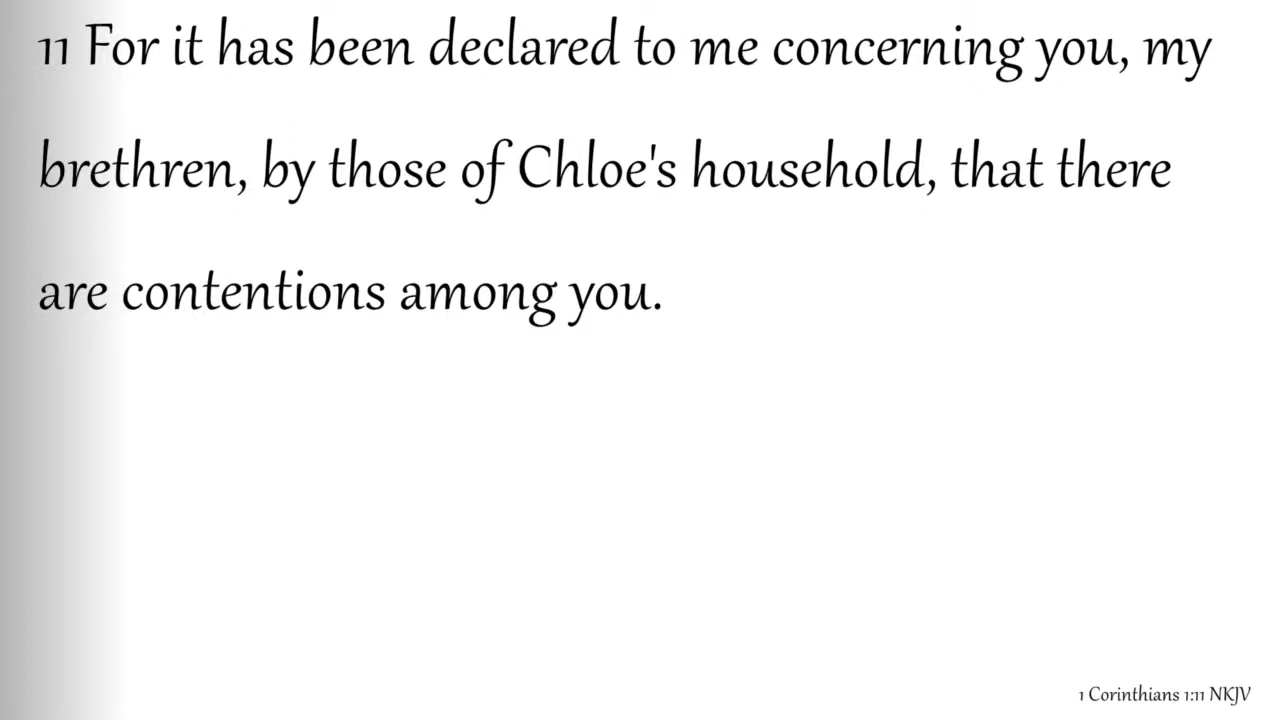 11 For it has been declared to me concerning you, my
brethren, by those of Chloe's household, that there
are contentions among you.
1 Corinthians 1:11 NKJV